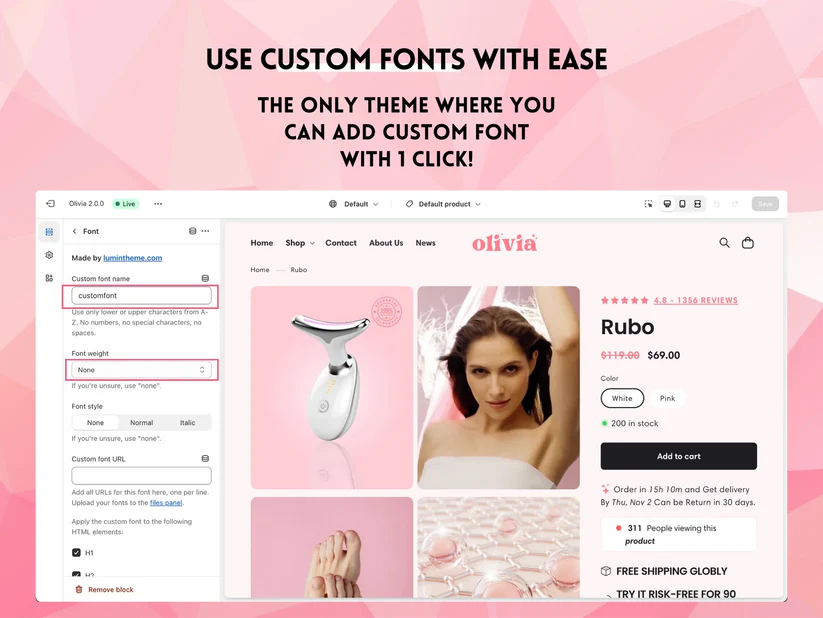 USE CUSTOM FONTS WITH EASE
THE ONLY THEME WHERE YOU
CAN ADD CUSTOM FONT
WITH 1 CLICK!
Olivia 2.0.0
Live
Default
Default product
Save
Font
Made by lumintheme.com
Custom font name
customfont
Use only lower or upper characters from A-
Z. No numbers, no special characters, no
spaces.
Font weight
None
If you're unsure, use "none".
Font style
None Normal Italic
If you're unsure, use "none".
Custom font URL
Add all URLs for this font here, one per line.
Upload your fonts to the files panel.
Apply the custom font to the following
HTML elements:
H1
H2
Remove block
Home Shop Contact About Us News
olivia
Home Rubo
4.8 - 1356 REVIEWS
Rubo
$119.00 $69.00
Color
White Pink
200 in stock
Add to cart
Order in 15h 10m and Get delivery
By Thu, Nov 2 Can be Return in 30 days.
311 People viewing this
product
FREE SHIPPING GLOBLY
TRY IT RISK-FREE FOR 90